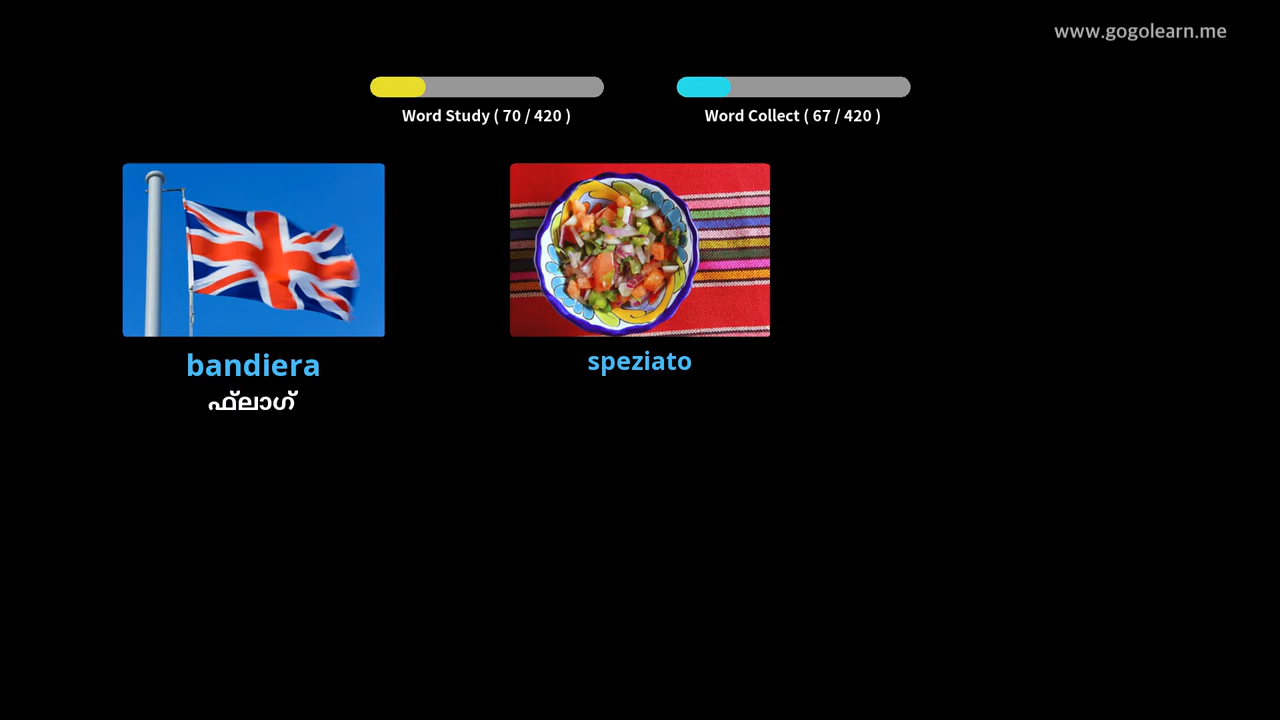 www.gogolearn.me
Word Study ( 70 / 420 )
Word Collect ( 67 / 420 )
bandiera
ഫ്ലാഗ്
speziato